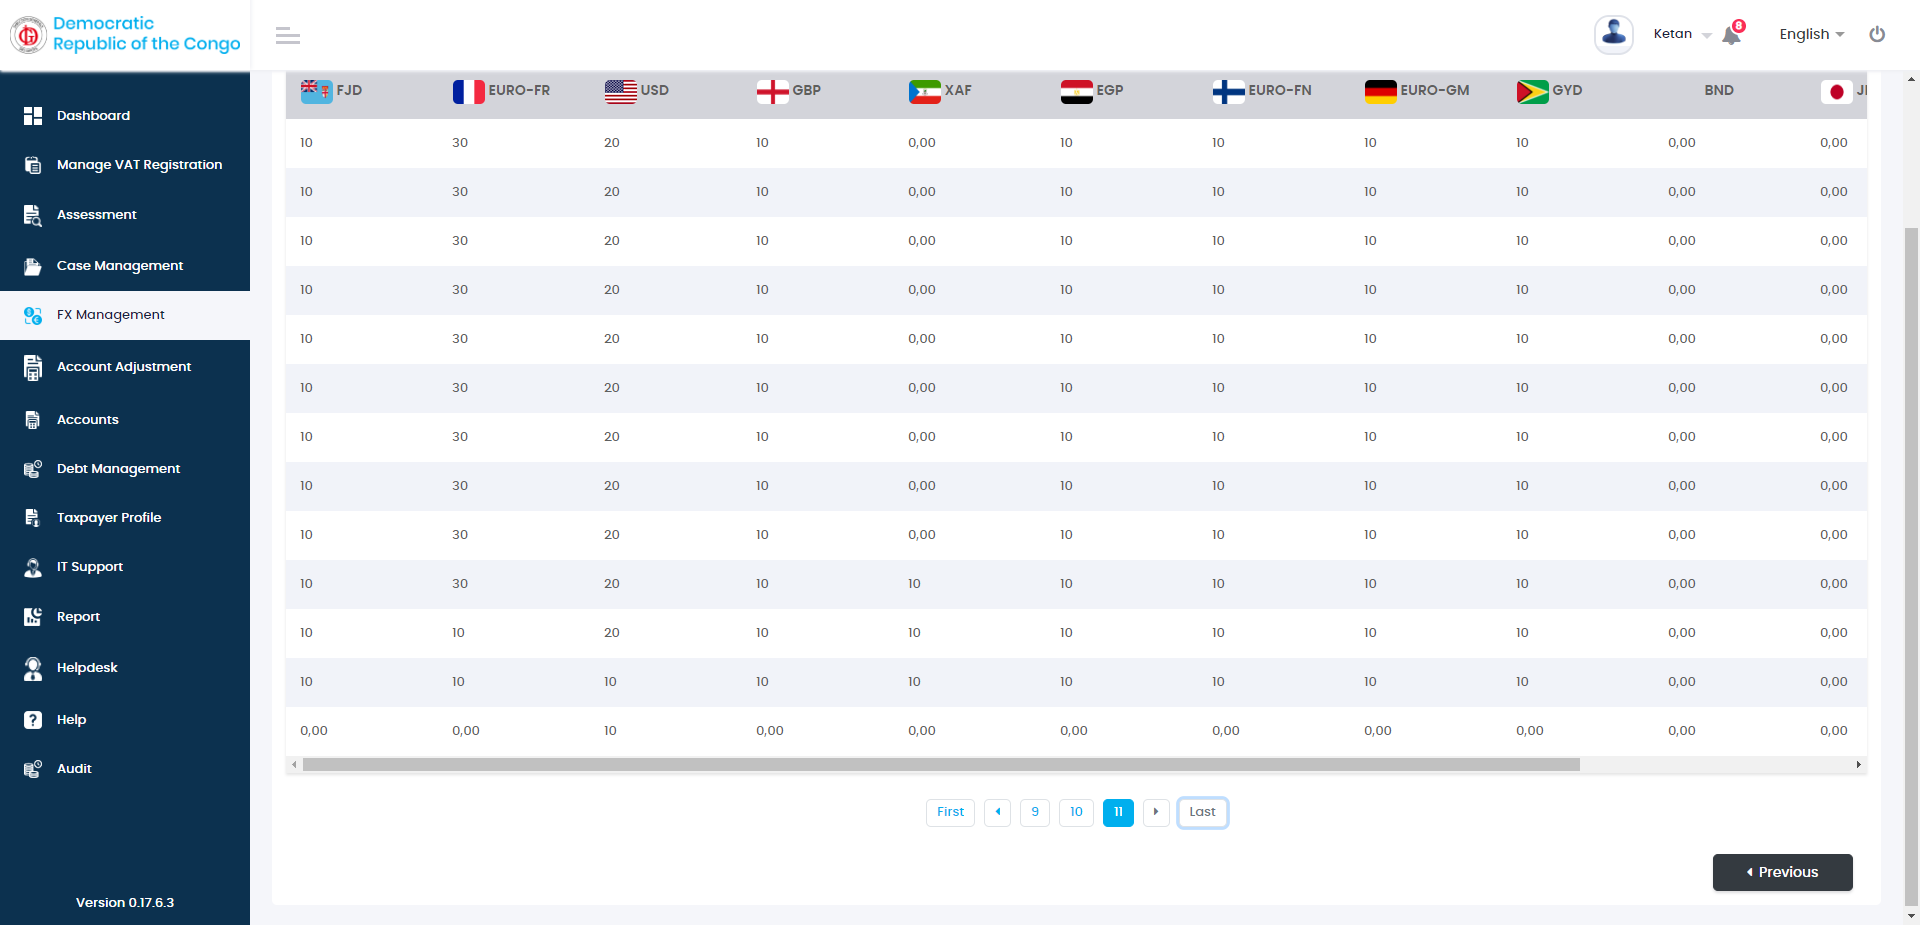 Democratic
Republic of the Congo
Ketan
8
English
Dashboard
Manage VAT Registration
Assessment
Case Management
FX Management
Account Adjustment
Accounts
Debt Management
Taxpayer Profile
IT Support
Report
Helpdesk
Help
Audit
Version 0.17.6.3
FJD EURO-FR USD GBP XAF EGP EURO-FN EURO-GM GYD BND
10 30 20 10 0,00 10 10 10 10 0,00 0,00
10 30 20 10 0,00 10 10 10 10 0,00 0,00
10 30 20 10 0,00 10 10 10 10 0,00 0,00
10 30 20 10 0,00 10 10 10 10 0,00 0,00
10 30 20 10 0,00 10 10 10 10 0,00 0,00
10 30 20 10 0,00 10 10 10 10 0,00 0,00
10 30 20 10 0,00 10 10 10 10 0,00 0,00
10 30 20 10 0,00 10 10 10 10 0,00 0,00
10 30 20 10 0,00 10 10 10 10 0,00 0,00
10 30 20 10 10 10 10 10 10 0,00 0,00
10 10 20 10 10 10 10 10 10 0,00 0,00
10 10 10 10 10 10 10 10 10 0,00 0,00
0,00 0,00 10 0,00 0,00 0,00 0,00 0,00 0,00 0,00 0,00
First 9 10 11 Last
Previous